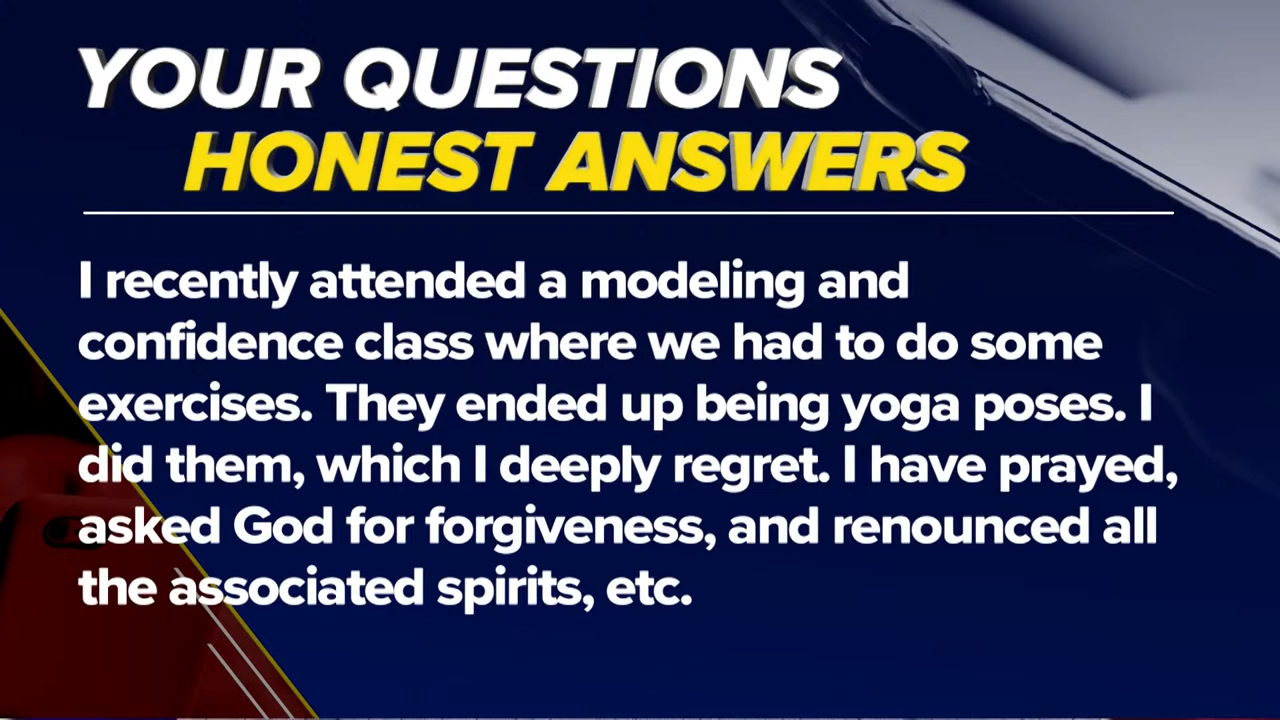 YOUR QUESTIONS
HONEST ANSWERS
I recently attended a modeling and
confidence class where we had to do some
exercises. They ended up being yoga poses. I
did them, which I deeply regret. I have prayed,
asked God for forgiveness, and renounced all
the associated spirits, etc.